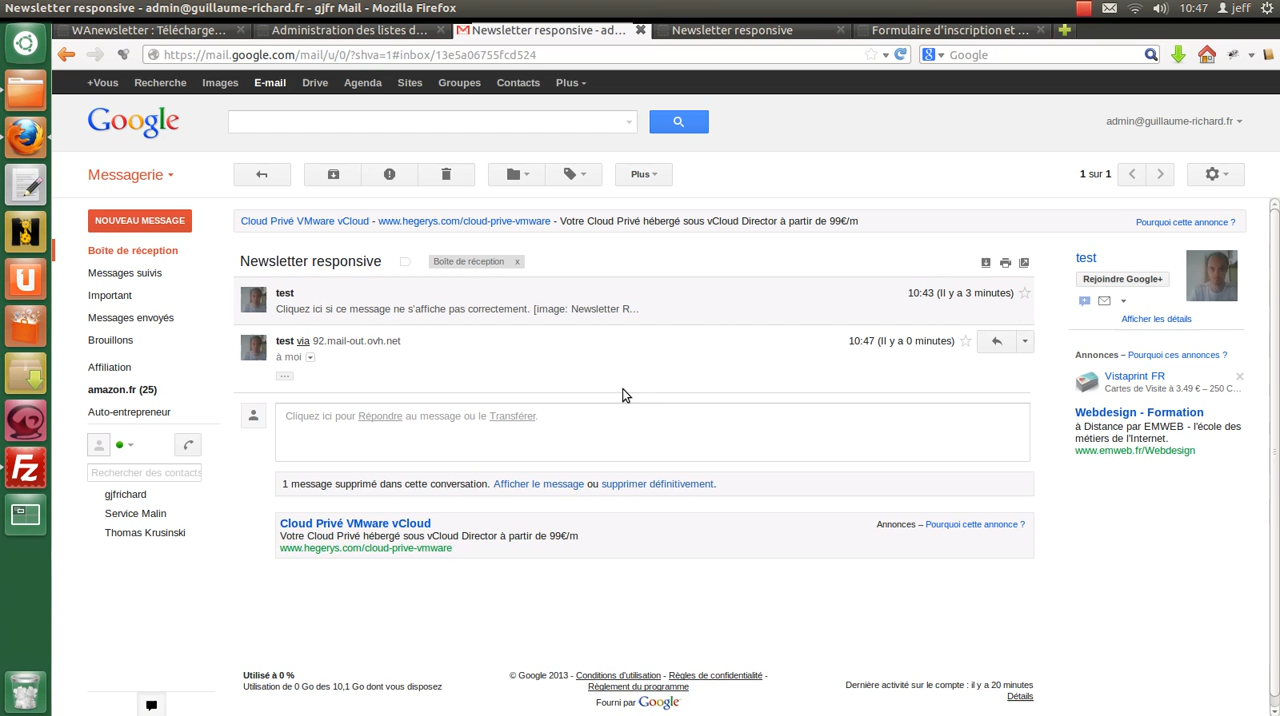 Newsletter responsive - admin@guillaume-richard.fr - gjfr Mail - Mozilla Firefox
10:47 jeff
WAnewsletter : Télécharge...
Administration des listes d...
Newsletter responsive - ad...
Newsletter responsive
Formulaire d'inscription et ...
https://mail.google.com/mail/u/0/?shva=1#inbox/13e5a06755fcd524
Google
+Vous Recherche Images E-mail Drive Agenda Sites Groupes Contacts Plus
Google
admin@guillaume-richard.fr
Messagerie
Plus
1 sur 1
NOUVEAU MESSAGE
Boîte de réception
Messages suivis
Important
Messages envoyés
Brouillons
Affiliation
amazon.fr (25)
Auto-entrepreneur
Rechercher des contacts
gjfrichard
Service Malin
Thomas Krusinski
Cloud Privé VMware vCloud - www.hegerys.com/cloud-prive-vmware - Votre Cloud Privé hébergé sous vCloud Director à partir de 99€/m
Pourquoi cette annonce ?
Newsletter responsive
Boîte de réception x
test
10:43 (Il y a 3 minutes)
Cliquez ici si ce message ne s'affiche pas correctement. [image: Newsletter R...
test via 92.mail-out.ovh.net
10:47 (Il y a 0 minutes)
à moi
...
Cliquez ici pour Répondre au message ou le Transférer.
1 message supprimé dans cette conversation. Afficher le message ou supprimer définitivement.
Cloud Privé VMware vCloud
Annonces – Pourquoi cette annonce ?
Votre Cloud Privé hébergé sous vCloud Director à partir de 99€/m
www.hegerys.com/cloud-prive-vmware
test
Rejoindre Google+
Afficher les détails
Annonces – Pourquoi ces annonces ?
Vistaprint FR
Cartes de Visite à 3.49 € – 250 C...
Webdesign - Formation
à Distance par EMWEB - l'école des
métiers de l'Internet.
www.emweb.fr/Webdesign
Utilisé à 0 %
Utilisation de 0 Go des 10,1 Go dont vous disposez
© Google 2013 - Conditions d'utilisation - Règles de confidentialité -
Règlement du programme
Fourni par Google
Dernière activité sur le compte : il y a 20 minutes
Détails